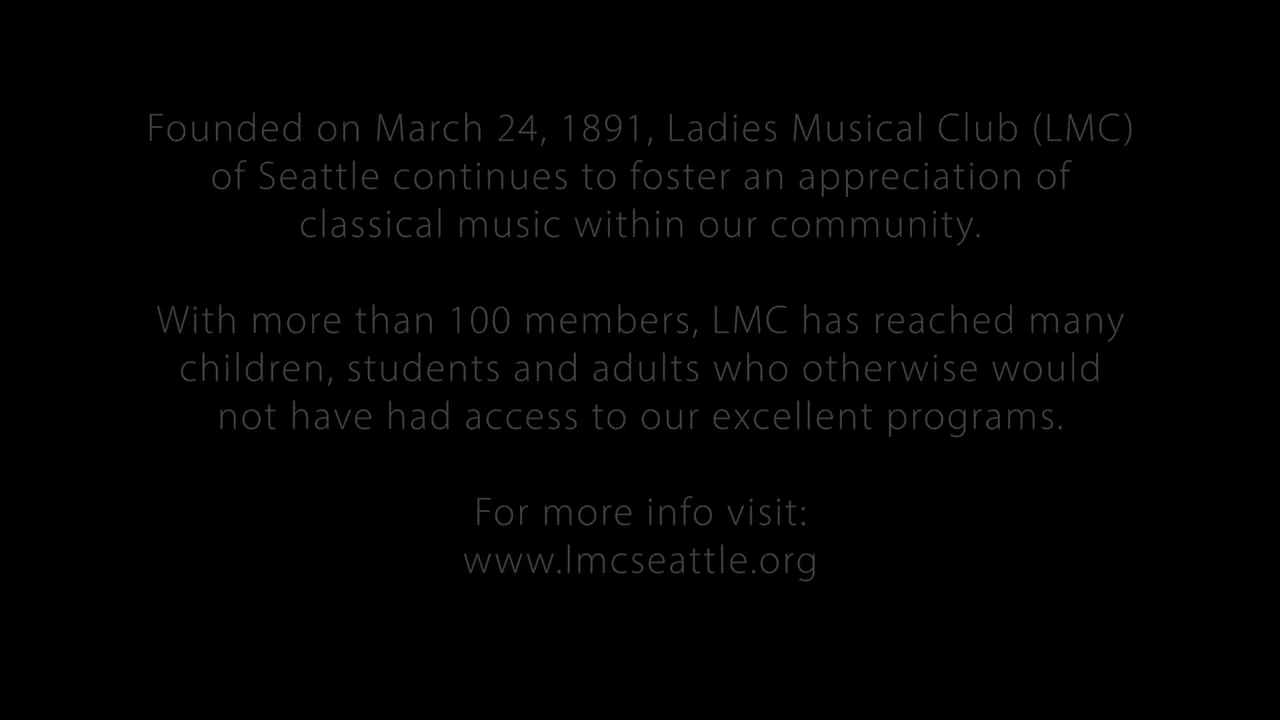 Founded on March 24, 1891, Ladies Musical Club (LMC)
of Seattle continues to foster an appreciation of
classical music within our community.
With more than 100 members, LMC has reached many
children, students and adults who otherwise would
not have had access to our excellent programs.
For more info visit:
www.lmcseattle.org